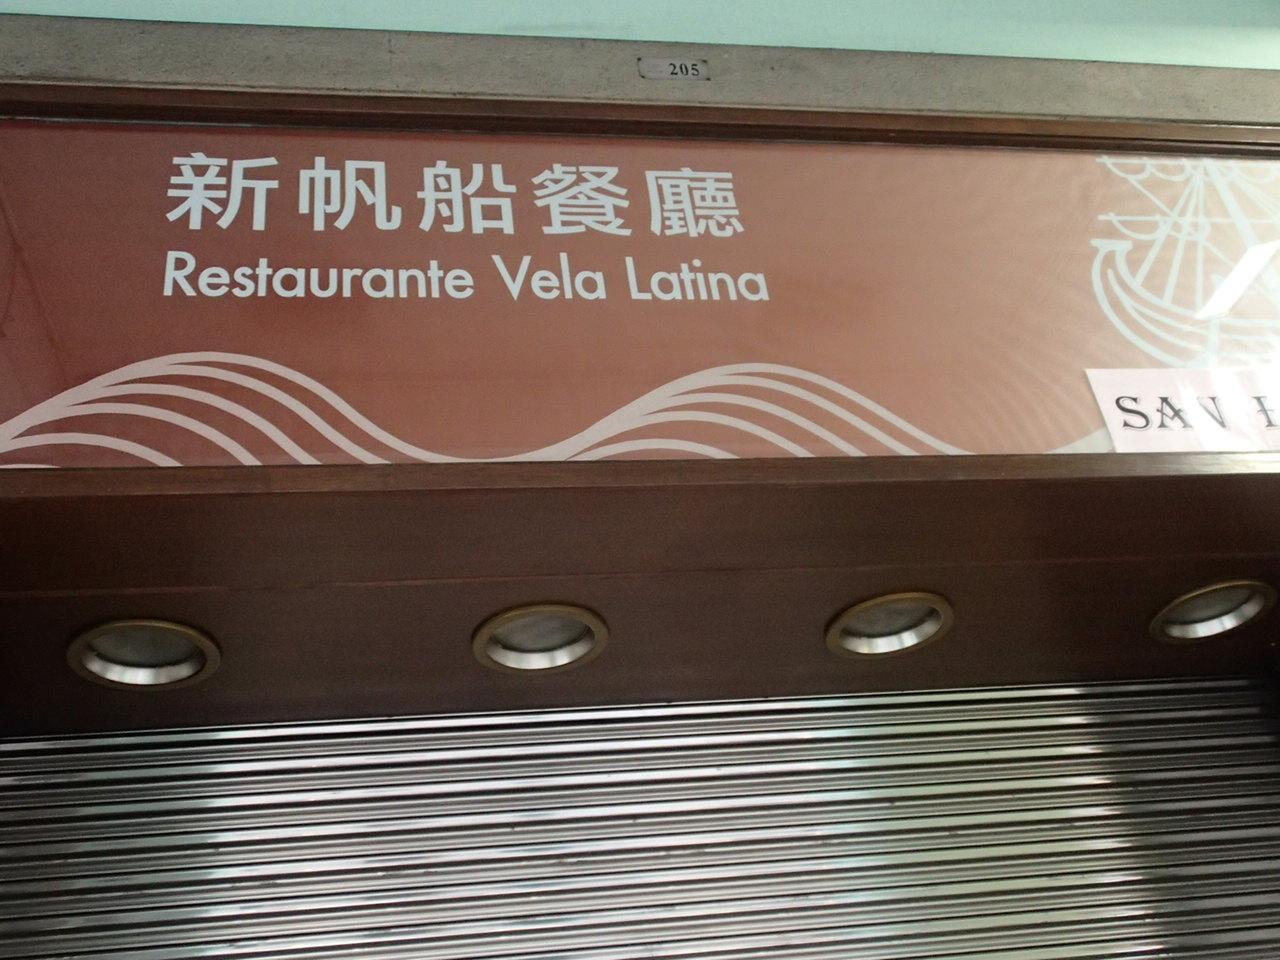 205
新帆船餐廳
Restaurante Vela Latina